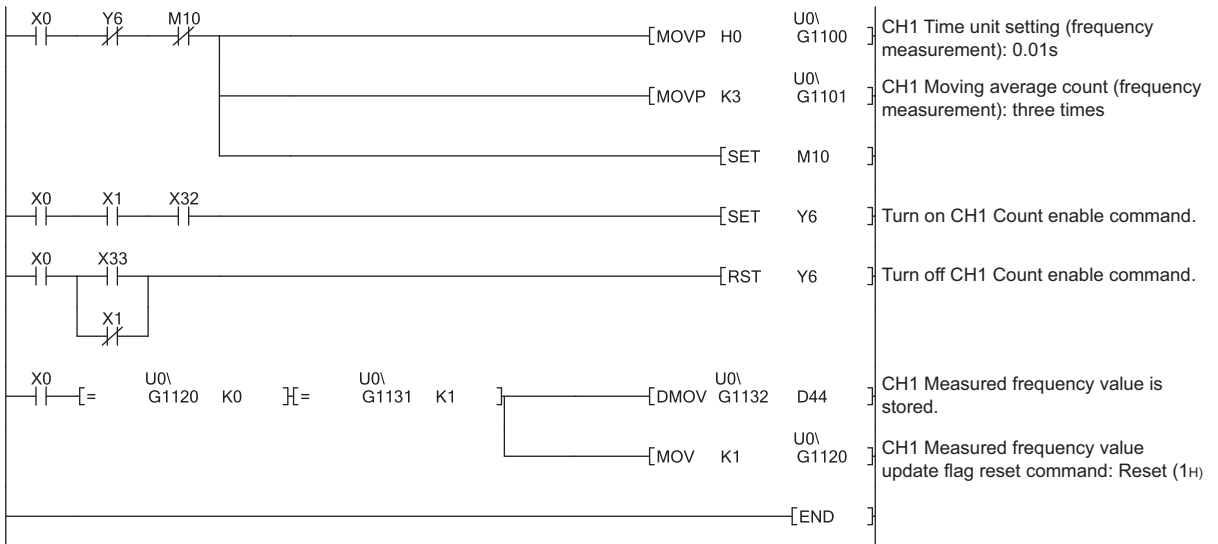 X0 Y6 M10
U0\
[MOVP H0 G1100 ]
CH1 Time unit setting (frequency
measurement): 0.01s
U0\
[MOVP K3 G1101 ]
CH1 Moving average count (frequency
measurement): three times
[SET M10 ]
X0 X1 X32
[SET Y6 ]
Turn on CH1 Count enable command.
X0 X33
[RST Y6 ]
Turn off CH1 Count enable command.
X1
X0 U0\ U0\ U0\
[= G1120 K0 ][= G1131 K1 ] [DMOV G1132 D44 ]
CH1 Measured frequency value is
stored.
U0\
[MOV K1 G1120 ]
CH1 Measured frequency value
update flag reset command: Reset (1H)
[END ]